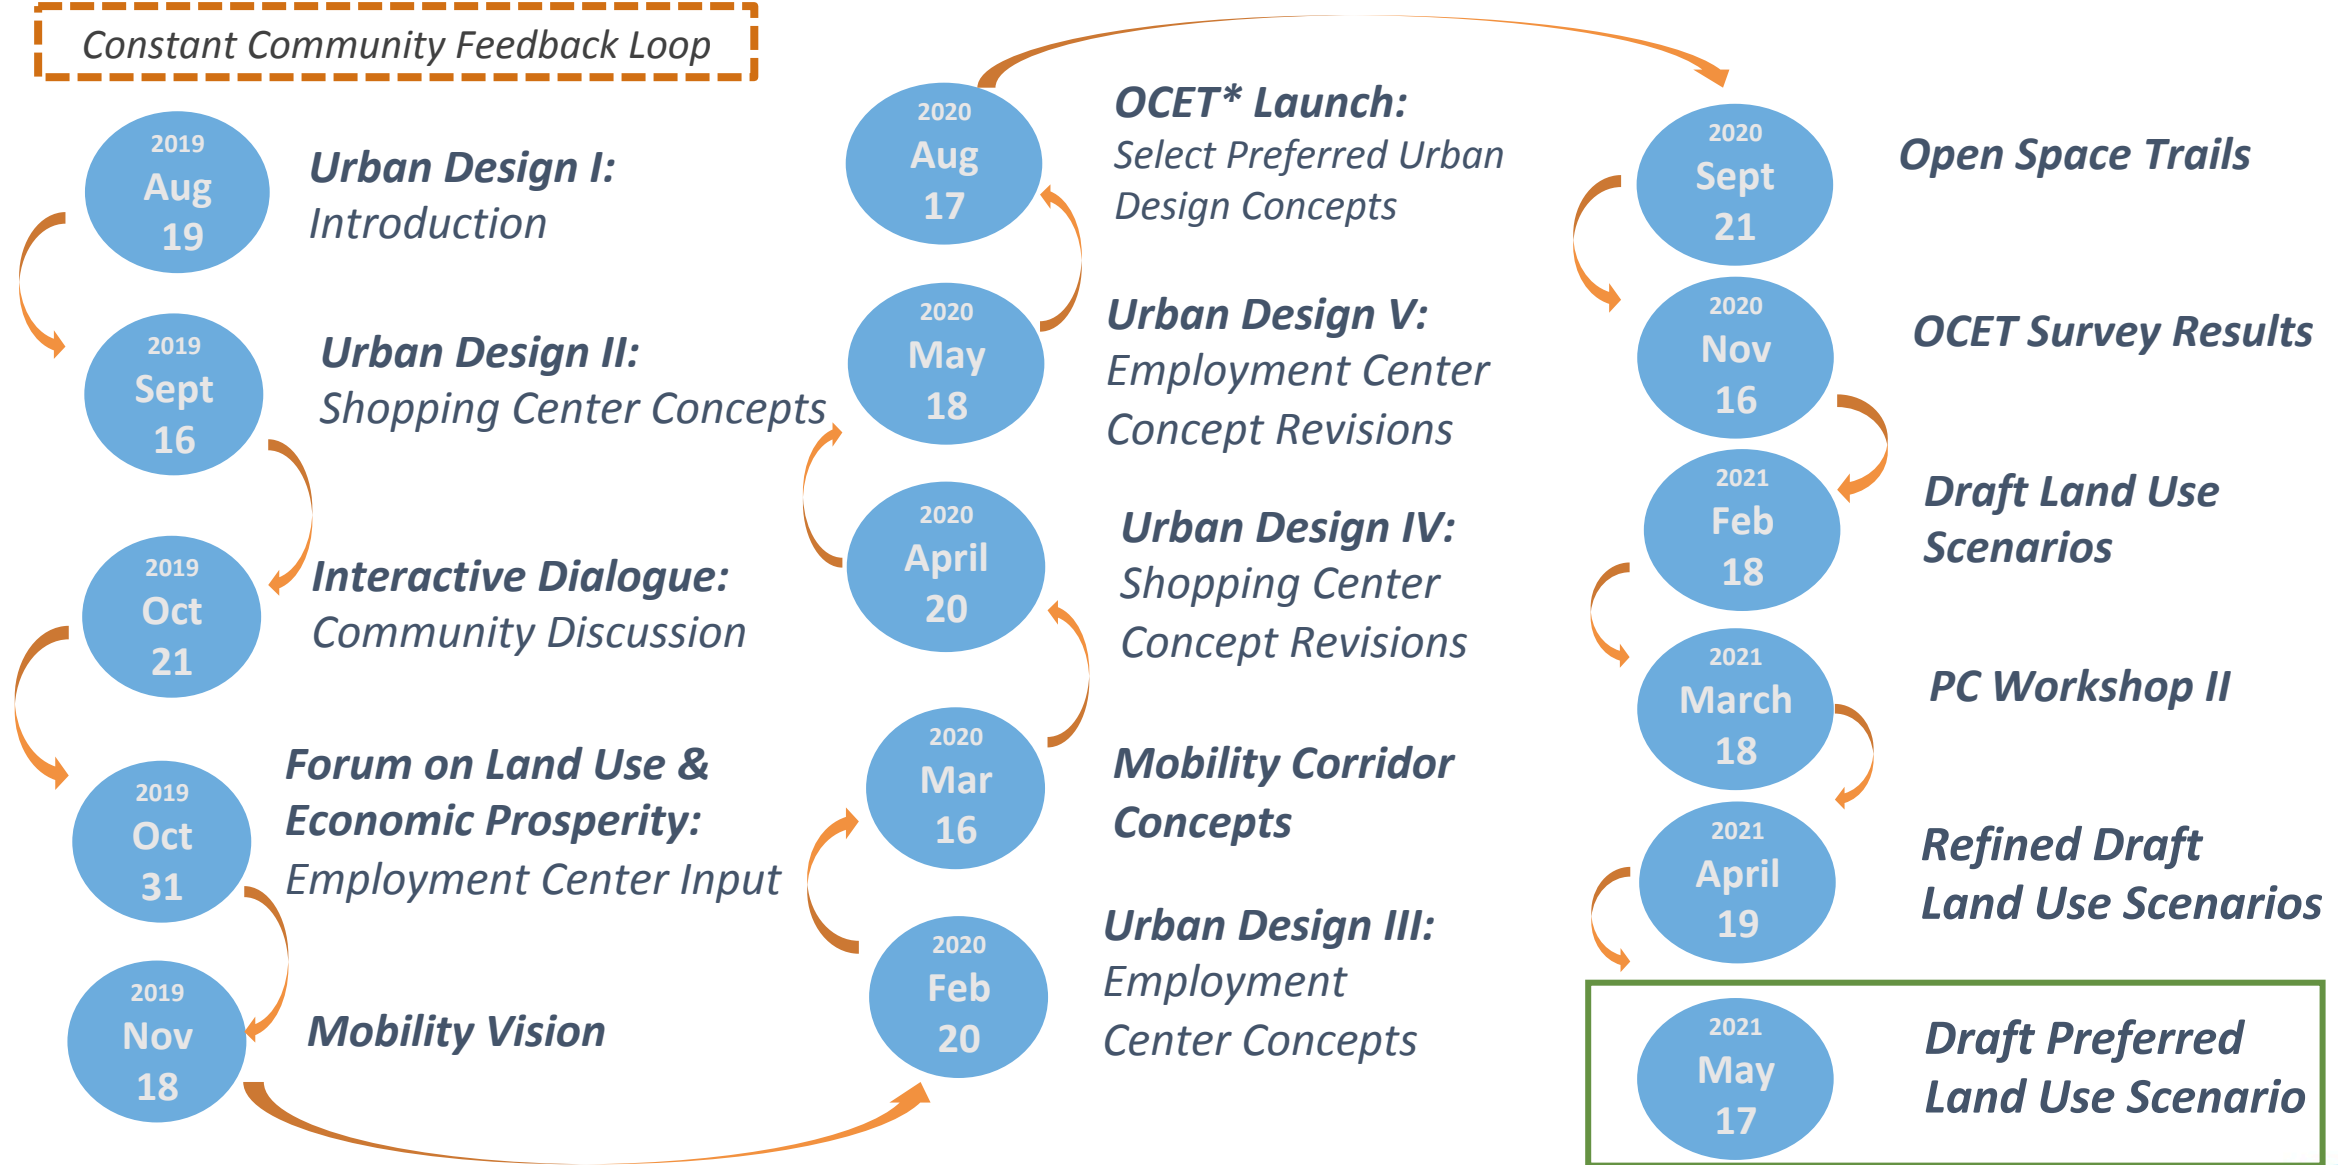 Constant Community Feedback Loop
2019
Aug
19
Urban Design I:
Introduction
2019
Sept
16
Urban Design II:
Shopping Center Concepts
2019
Oct
21
Interactive Dialogue:
Community Discussion
2019
Oct
31
Forum on Land Use &
Economic Prosperity:
Employment Center Input
2019
Nov
18
Mobility Vision
2020
Feb
20
Urban Design III:
Employment
Center Concepts
2020
Mar
16
Mobility Corridor
Concepts
2020
April
20
Urban Design IV:
Shopping Center
Concept Revisions
2020
May
18
Urban Design V:
Employment Center
Concept Revisions
2020
Aug
17
OCET* Launch:
Select Preferred Urban
Design Concepts
2020
Sept
21
Open Space Trails
2020
Nov
16
OCET Survey Results
2021
Feb
18
Draft Land Use
Scenarios
2021
March
18
PC Workshop II
2021
April
19
Refined Draft
Land Use Scenarios
2021
May
17
Draft Preferred
Land Use Scenario